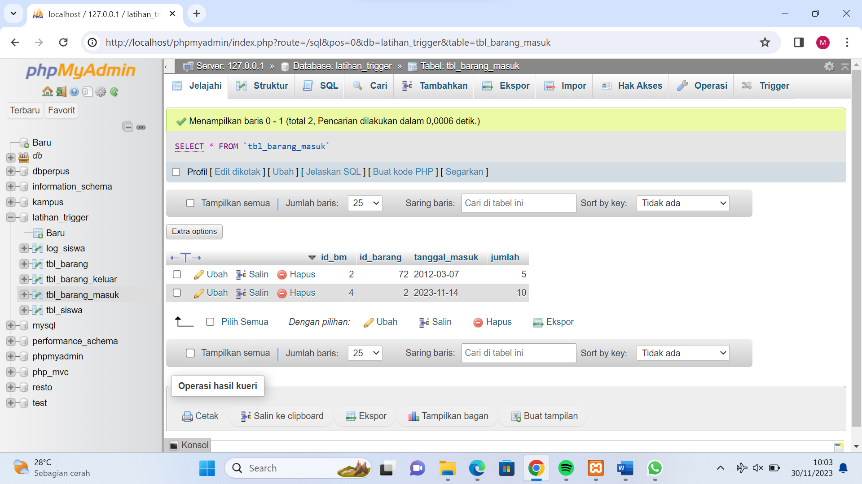 localhost / 127.0.0.1 / latihan_tr
http://localhost/phpmyadmin/index.php?route=/sql&pos=0&db=latihan_trigger&table=tbl_barang_masuk
M
phpMyAdmin
Terbaru Favorit
Baru
db
dbperpus
information_schema
kampus
latihan_trigger
Baru
log_siswa
tbl_barang
tbl_barang_keluar
tbl_barang_masuk
tbl_siswa
mysql
performance_schema
phpmyadmin
php_mvc
resto
test
Server: 127.0.0.1 » Database: latihan_trigger » Tabel: tbl_barang_masuk
Jelajahi Struktur SQL Cari Tambahkan Ekspor Impor Hak Akses Operasi Trigger
Menampilkan baris 0 - 1 (total 2, Pencarian dilakukan dalam 0,0006 detik.)
SELECT * FROM `tbl_barang_masuk`
Profil [ Edit dikotak ] [ Ubah ] [ Jelaskan SQL ] [ Buat kode PHP ] [ Segarkan ]
Tampilkan semua | Jumlah baris: 25 Saring baris: Cari di tabel ini Sort by key: Tidak ada
Extra options
←T→ id_bm id_barang tanggal_masuk jumlah
Ubah Salin Hapus 2 72 2012-03-07 5
Ubah Salin Hapus 4 2 2023-11-14 10
Pilih Semua Dengan pilihan: Ubah Salin Hapus Ekspor
Tampilkan semua | Jumlah baris: 25 Saring baris: Cari di tabel ini Sort by key: Tidak ada
Operasi hasil kueri
Cetak Salin ke clipboard Ekspor Tampilkan bagan Buat tampilan
Konsol
28°C
Sebagian cerah
Search
10:03
30/11/2023